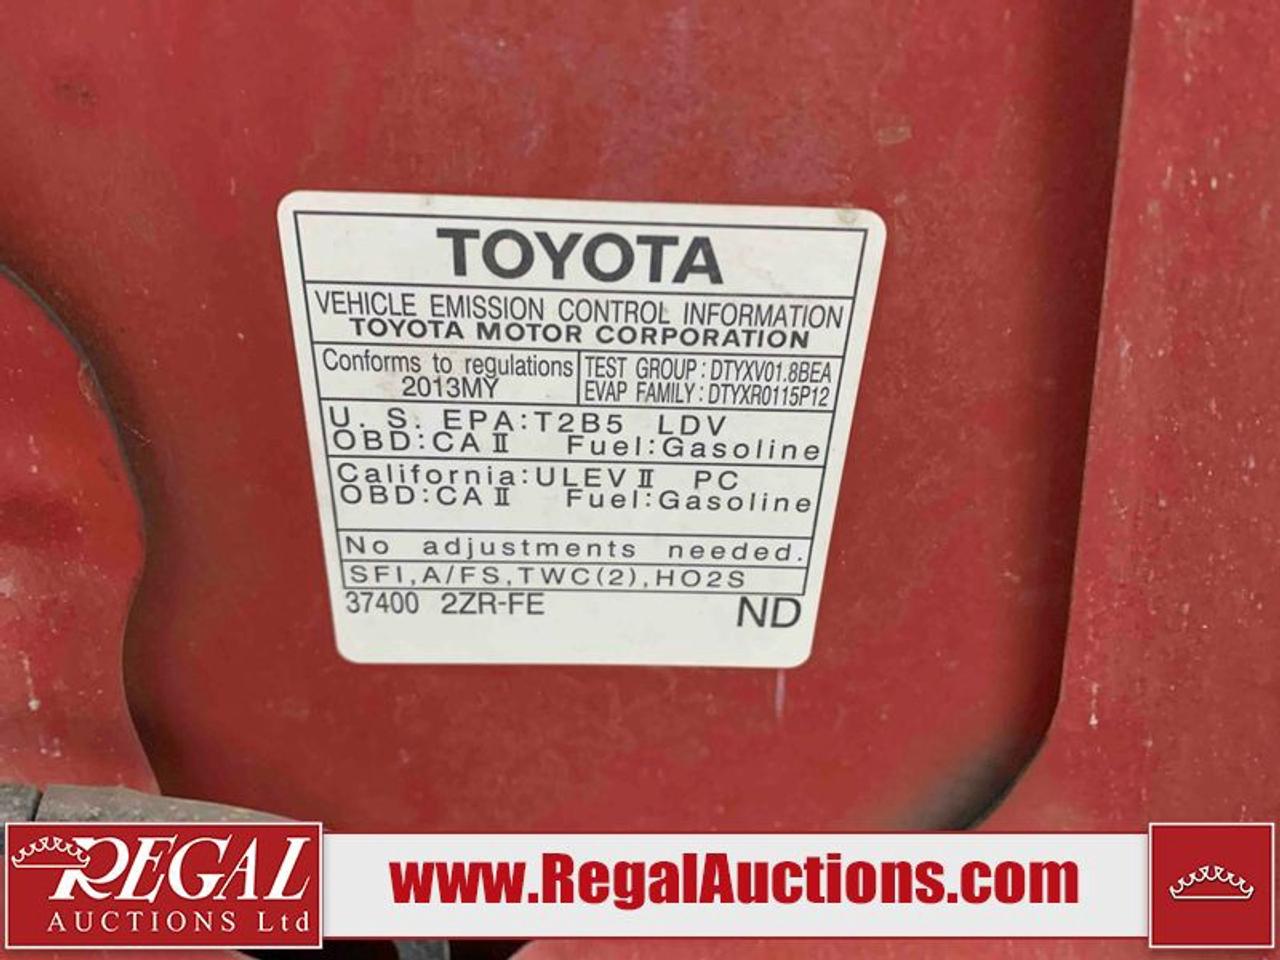 TOYOTA
VEHICLE EMISSION CONTROL INFORMATION
TOYOTA MOTOR CORPORATION
Conforms to regulations
2013MY
TEST GROUP : DTYXV01.8BEA
EVAP FAMILY : DTYXR0115P12
U. S. EPA:T2B5 LDV
OBD:CAⅡ Fuel:Gasoline
California:ULEVⅡ PC
OBD:CAⅡ Fuel:Gasoline
No adjustments needed.
SFI,A/FS,TWC(2),HO2S
37400 2ZR-FE ND
REGAL
AUCTIONS Ltd
www.RegalAuctions.com